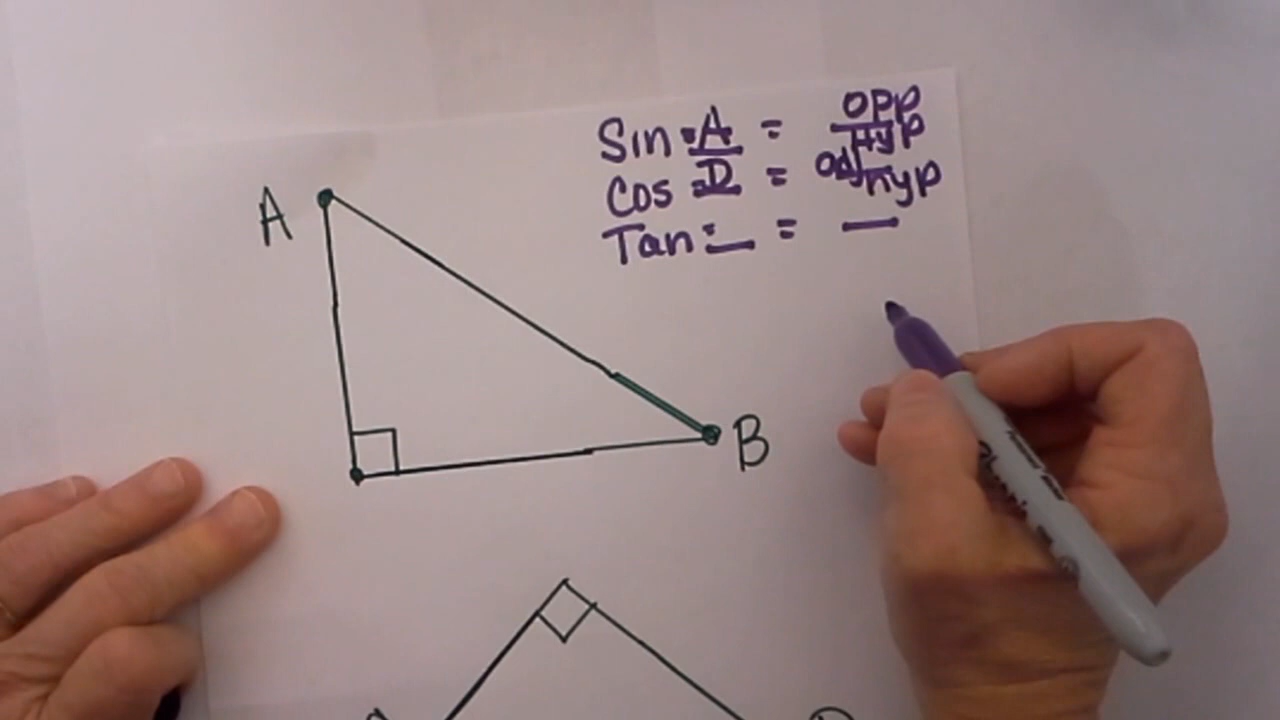 Sin A = opp/Hyp
Cos D = adj/hyp
Tan _ = _
A
B